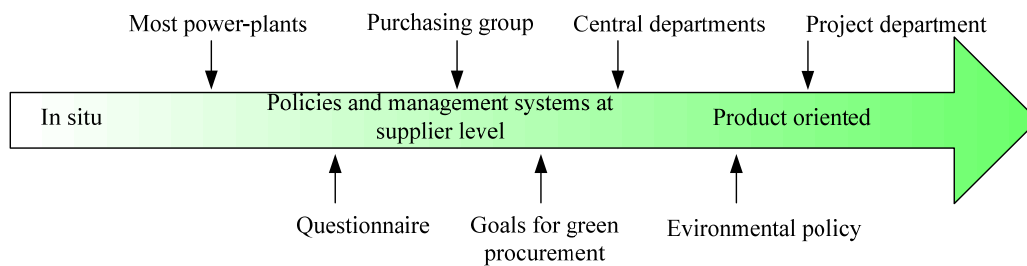 Most power-plants
Purchasing group
Central departments
Project department
In situ
Policies and management systems at
supplier level
Product oriented
Questionnaire
Goals for green
procurement
Evironmental policy